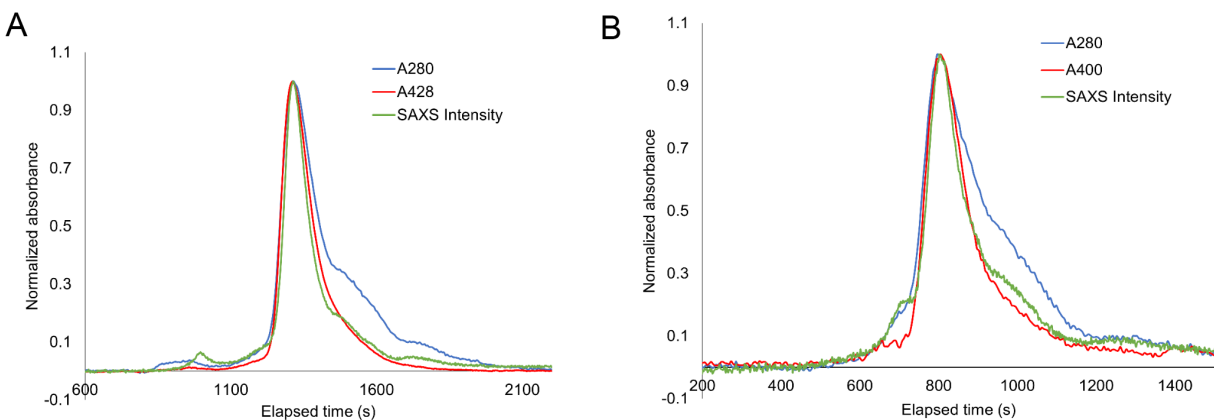 A
1.1
0.9
0.7
0.5
0.3
0.1
-0.1
Normalized absorbance
600
1100
1600
2100
Elapsed time (s)
A280
A428
SAXS Intensity
B
1.1
0.9
0.7
0.5
0.3
0.1
-0.1
Normalized absorbance
200
400
600
800
1000
1200
1400
Elapsed time (s)
A280
A400
SAXS Intensity